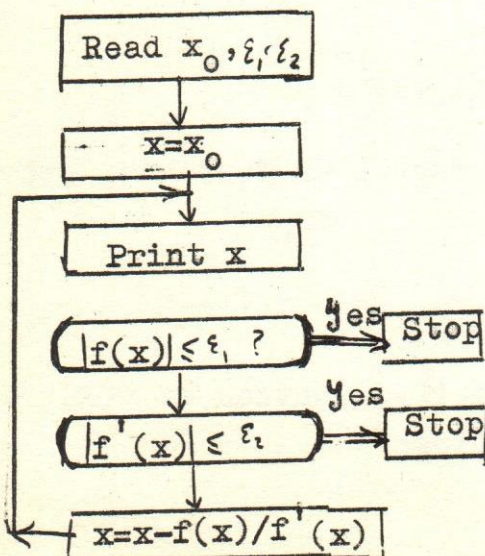 Read x₀, ε₁, ε₂
x=x₀
Print x
|f(x)| ≤ ε₁ ?
Yes
Stop
|f'(x)| ≤ ε₂
Yes
Stop
x=x-f(x)/f'(x)